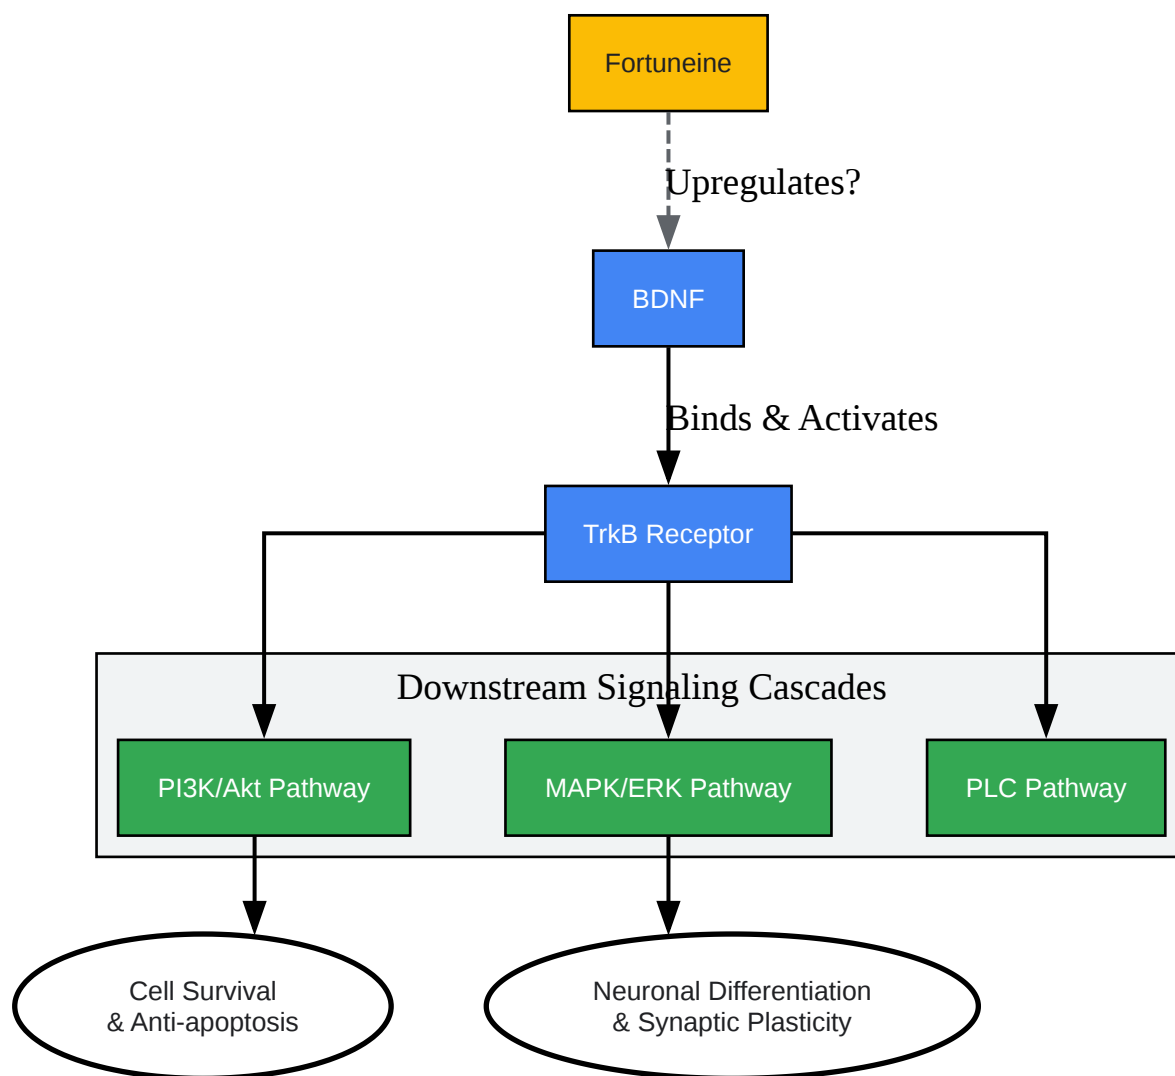 Fortuneine
Upregulates?
BDNF
Binds & Activates
TrkB Receptor
Downstream Signaling Cascades
PI3K/Akt Pathway
MAPK/ERK Pathway
PLC Pathway
Cell Survival
& Anti-apoptosis
Neuronal Differentiation
& Synaptic Plasticity